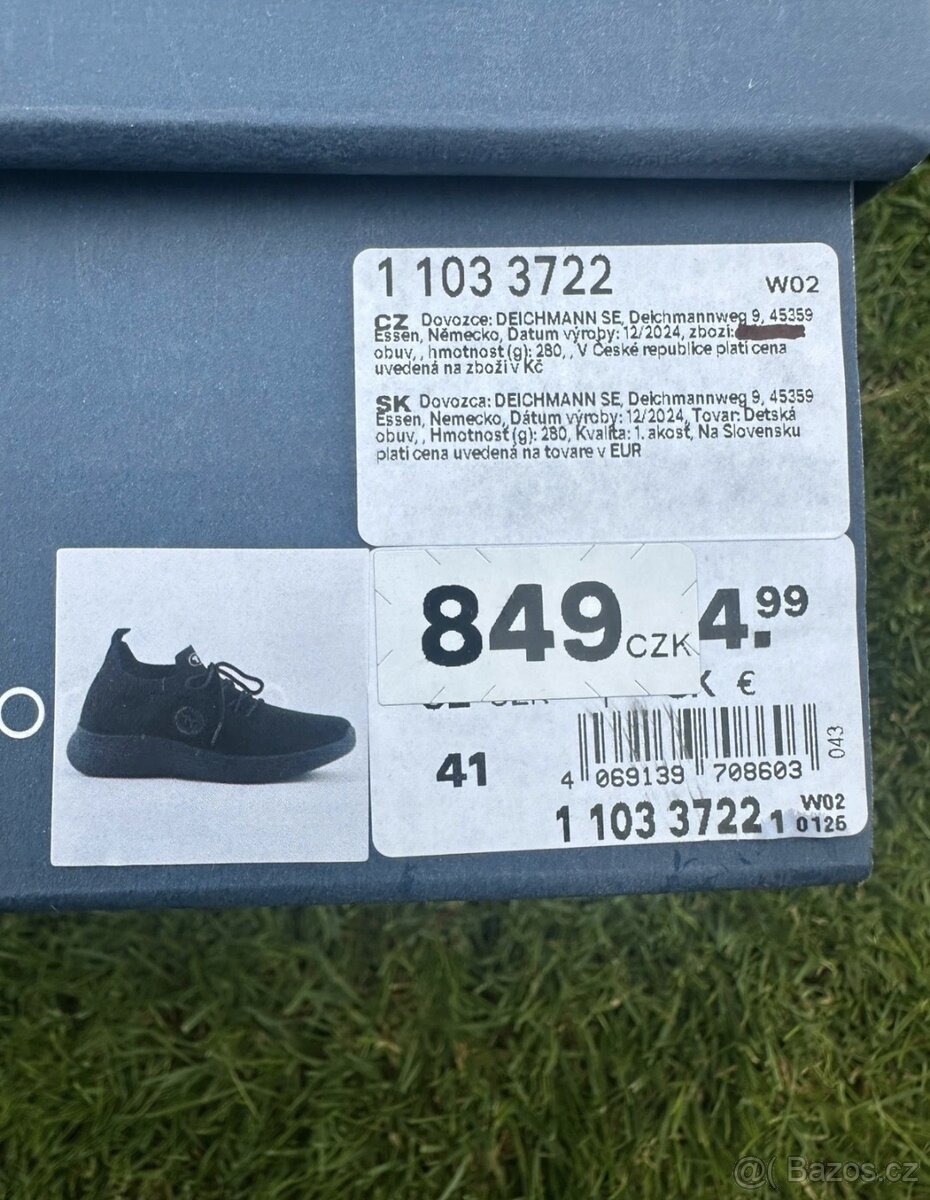 1 103 3722
W02
CZ Dovozce: DEICHMANN SE, Deichmannweg 9, 45359
Essen, Německo, Datum výroby: 12/2024, zboží:
obuv, , hmotnost (g): 280, , V České republice platí cena
uvedená na zboží v Kč
SK Dovozca: DEICHMANN SE, Deichmannweg 9, 45359
Essen, Nemecko, Dátum výroby: 12/2024, Tovar: Detská
obuv, , Hmotnosť (g): 280, Kvalita: 1. akosť, Na Slovensku
platí cena uvedená na tovare v EUR
849 CZK
4.99
€
41
043
4 069139 708603
1 103 3722 1
W02
0126
@( Bazos.cz